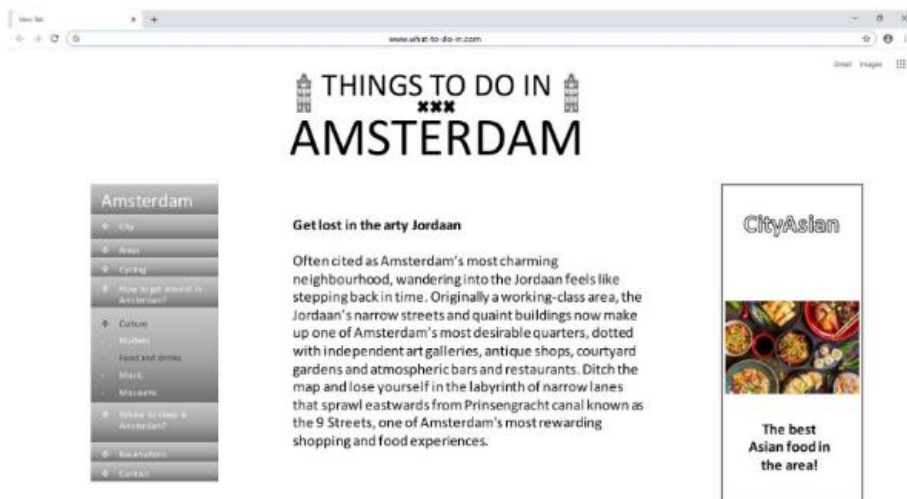 New Tab
www.what-to-do-in.com
Gmail Images
THINGS TO DO IN
XXX
AMSTERDAM
Amsterdam
City
Areas
Cycling
How to get around in
Amsterdam?
Culture
Markets
Food and drinks
Music
Museums
Where to sleep in
Amsterdam?
Reservations
Contact
Get lost in the arty Jordaan
Often cited as Amsterdam's most charming
neighbourhood, wandering into the Jordaan feels like
stepping back in time. Originally a working-class area, the
Jordaan's narrow streets and quaint buildings now make
up one of Amsterdam's most desirable quarters, dotted
with independent art galleries, antique shops, courtyard
gardens and atmospheric bars and restaurants. Ditch the
map and lose yourself in the labyrinth of narrow lanes
that sprawl eastwards from Prinsengracht canal known as
the 9 Streets, one of Amsterdam's most rewarding
shopping and food experiences.
CityAsian
The best
Asian food in
the area!